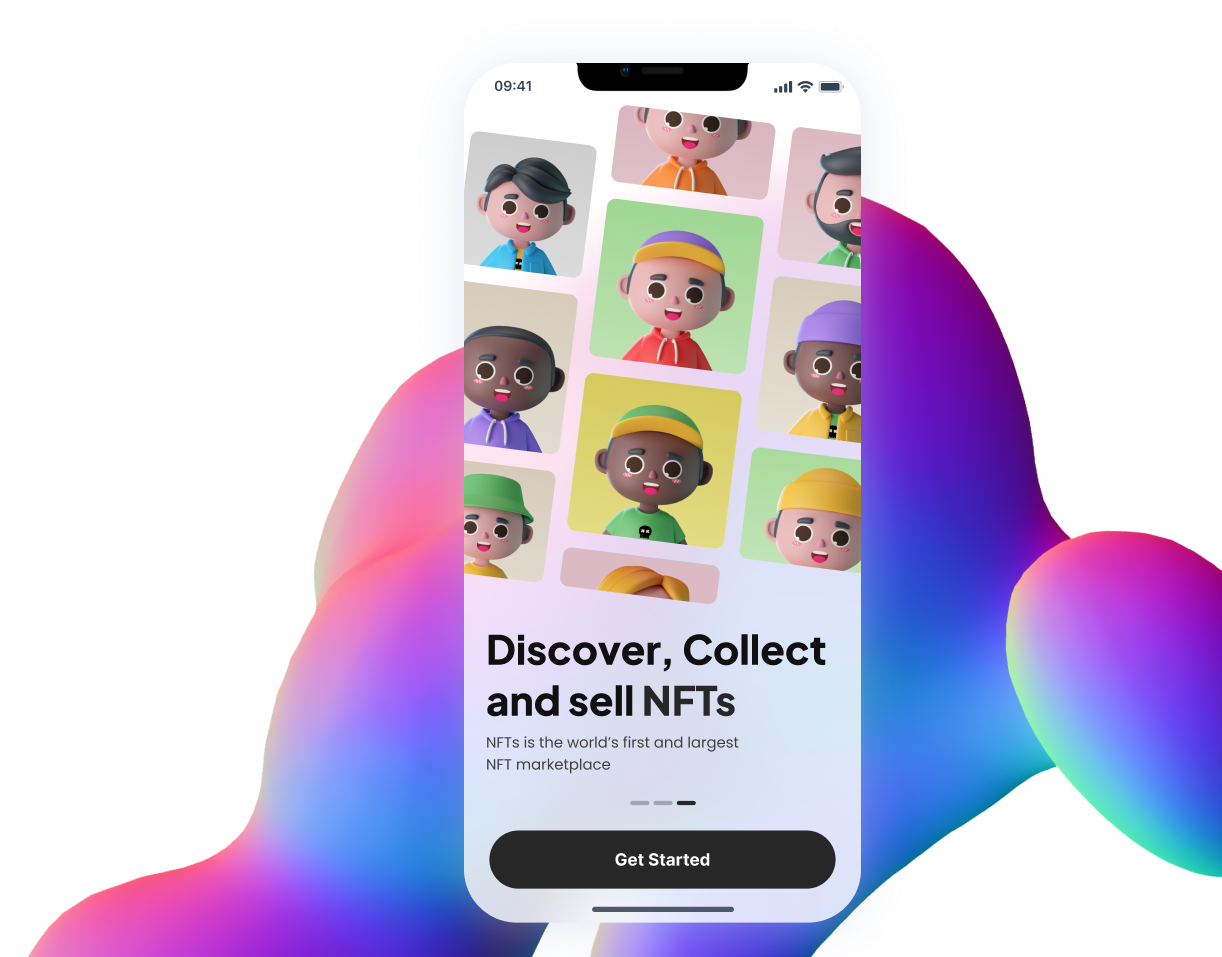 09:41
Discover, Collect
and sell NFTs
NFTs is the world’s first and largest
NFT marketplace
Get Started